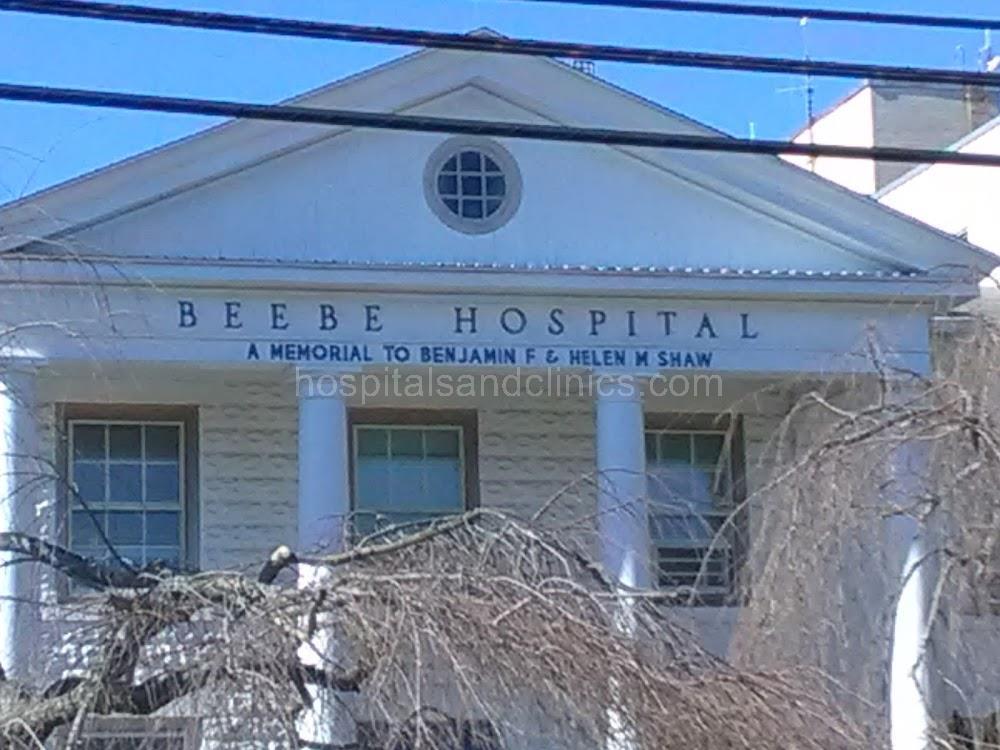 BEEBE HOSPITAL
A MEMORIAL TO BENJAMIN F & HELEN M SHAW
hospitalsandclinics.com